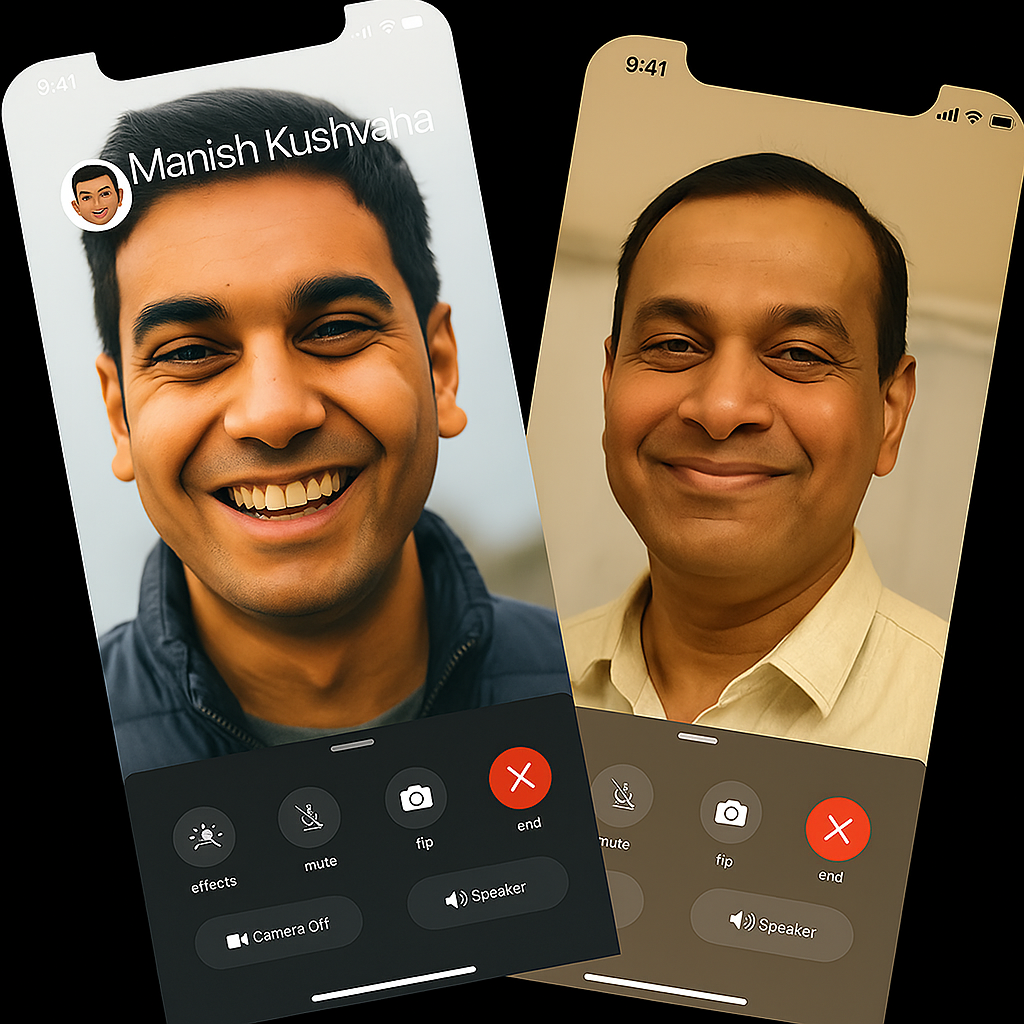 9:41
Manish Kushvaha
effects
mute
fip
end
Camera Off
Speaker
9:41
mute
fip
end
Speaker